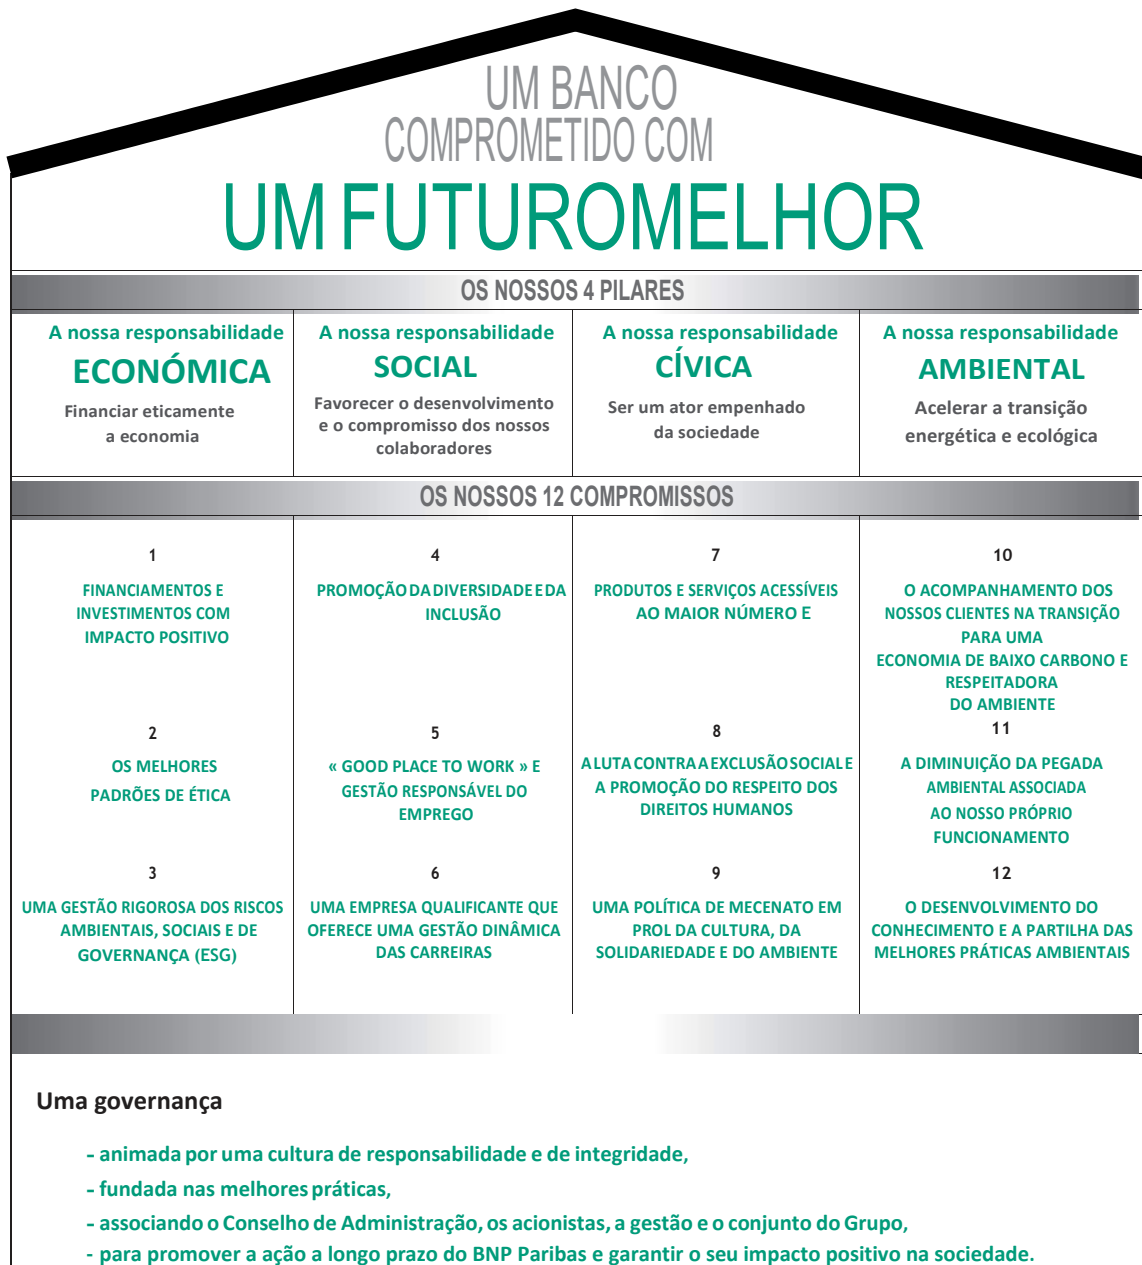 UM BANCO
COMPROMETIDO COM
UM FUTUROMELHOR
OS NOSSOS 4 PILARES
A nossa responsabilidade
ECONÓMICA
Financiar eticamente
a economia
A nossa responsabilidade
SOCIAL
Favorecer o desenvolvimento
e o compromisso dos nossos
colaboradores
A nossa responsabilidade
CÍVICA
Ser um ator empenhado
da sociedade
A nossa responsabilidade
AMBIENTAL
Acelerar a transição
energética e ecológica
OS NOSSOS 12 COMPROMISSOS
1
FINANCIAMENTOS E
INVESTIMENTOS COM
IMPACTO POSITIVO
2
OS MELHORES
PADRÕES DE ÉTICA
3
UMA GESTÃO RIGOROSA DOS RISCOS
AMBIENTAIS, SOCIAIS E DE
GOVERNANÇA (ESG)
4
PROMOÇÃO DA DIVERSIDADE E DA
INCLUSÃO
5
« GOOD PLACE TO WORK » E
GESTÃO RESPONSÁVEL DO
EMPREGO
6
UMA EMPRESA QUALIFICANTE QUE
OFERECE UMA GESTÃO DINÂMICA
DAS CARREIRAS
7
PRODUTOS E SERVIÇOS ACESSÍVEIS
AO MAIOR NÚMERO E
8
A LUTA CONTRA A EXCLUSÃO SOCIAL E
A PROMOÇÃO DO RESPEITO DOS
DIREITOS HUMANOS
9
UMA POLÍTICA DE MECENATO EM
PROL DA CULTURA, DA
SOLIDARIEDADE E DO AMBIENTE
10
O ACOMPANHAMENTO DOS
NOSSOS CLIENTES NA TRANSIÇÃO
PARA UMA
ECONOMIA DE BAIXO CARBONO E
RESPEITADORA
DO AMBIENTE
11
A DIMINUIÇÃO DA PEGADA
AMBIENTAL ASSOCIADA
AO NOSSO PRÓPRIO
FUNCIONAMENTO
12
O DESENVOLVIMENTO DO
CONHECIMENTO E A PARTILHA DAS
MELHORES PRÁTICAS AMBIENTAIS
Uma governança
- animada por uma cultura de responsabilidade e de integridade,
- fundada nas melhores práticas,
- associando o Conselho de Administração, os acionistas, a gestão e o conjunto do Grupo,
- para promover a ação a longo prazo do BNP Paribas e garantir o seu impacto positivo na sociedade.